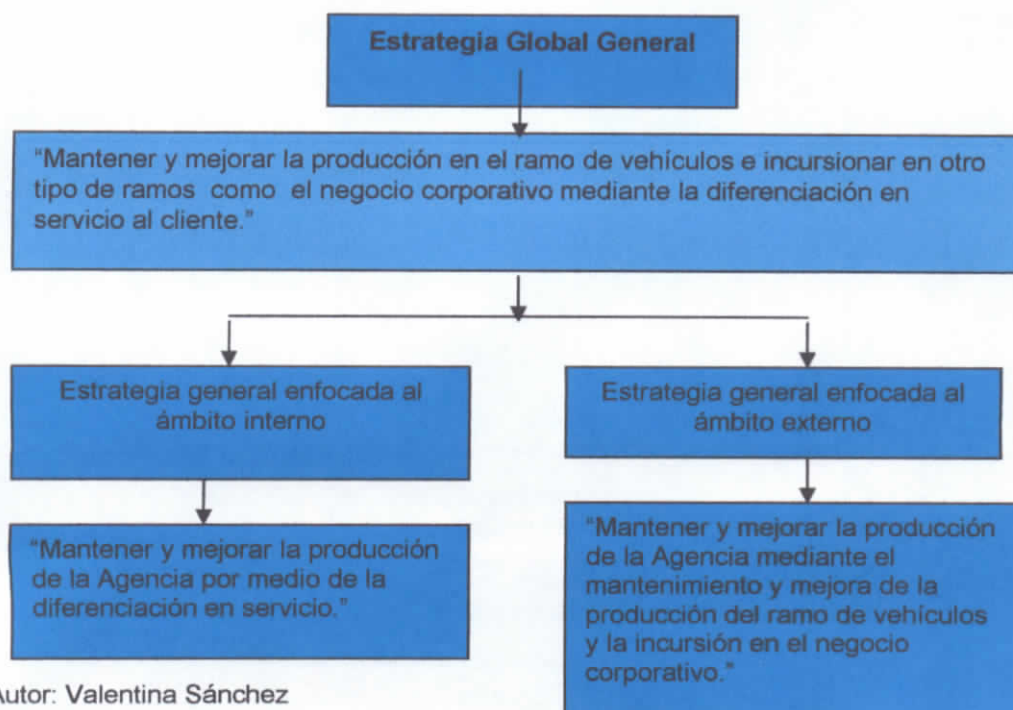 Estrategia Global General
“Mantener y mejorar la producción en el ramo de vehículos e incursionar en otro
tipo de ramos como el negocio corporativo mediante la diferenciación en
servicio al cliente.”
Estrategia general enfocada al
ámbito interno
Estrategia general enfocada al
ámbito externo
“Mantener y mejorar la producción
de la Agencia por medio de la
diferenciación en servicio.”
“Mantener y mejorar la producción
de la Agencia mediante el
mantenimiento y mejora de la
producción del ramo de vehículos
y la incursión en el negocio
corporativo.”
Autor: Valentina Sánchez